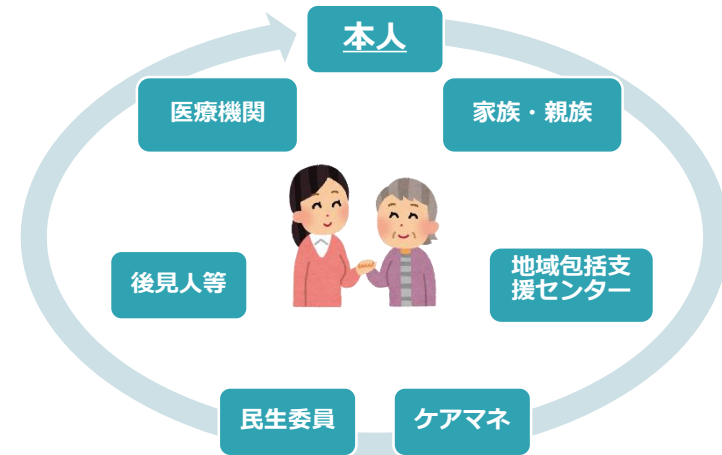 本人
家族・親族
地域包括支
援センター
ケアマネ
民生委員
後見人等
医療機関